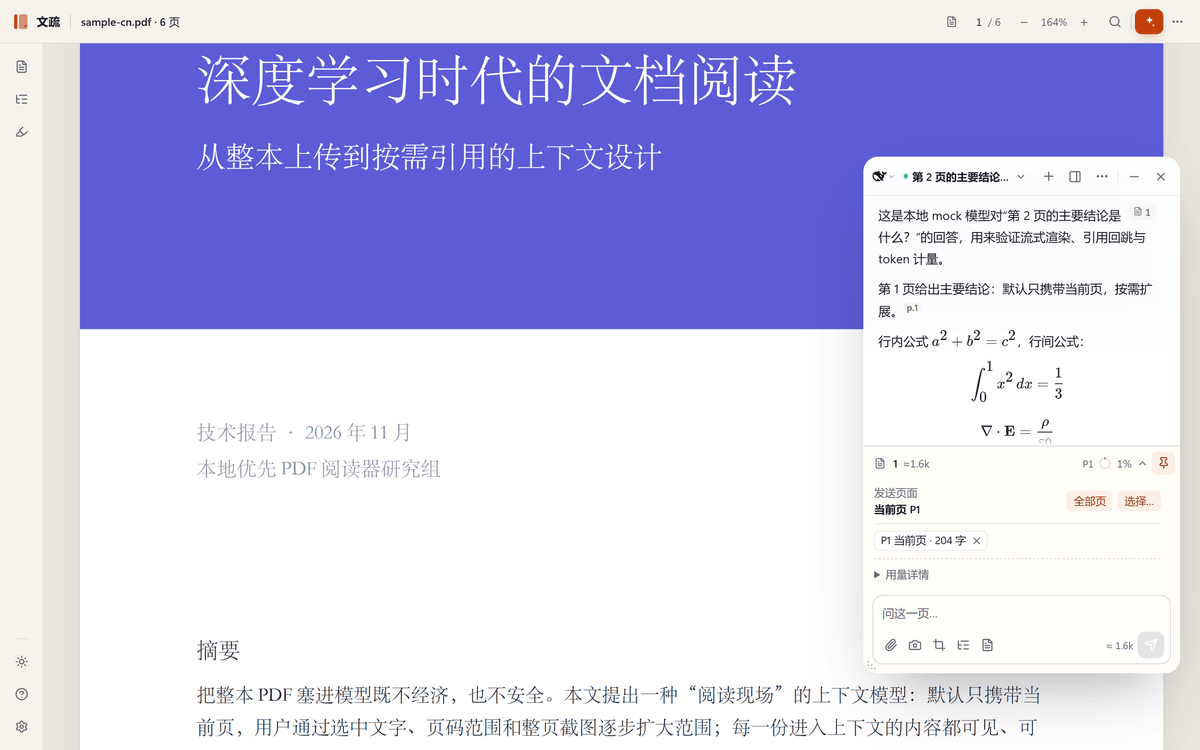 文疏
sample-cn.pdf · 6 页
1 / 6
164%
深度学习时代的文档阅读
从整本上传到按需引用的上下文设计
技术报告 · 2026 年 11 月
本地优先 PDF 阅读器研究组
摘要
把整本 PDF 塞进模型既不经济，也不安全。本文提出一种“阅读现场”的上下文模型：默认只携带当
前页，用户通过选中文字、页码范围和整页截图逐步扩大范围；每一份进入上下文的内容都可见、可
第 2 页的主要结论...
1
这是本地 mock 模型对“第 2 页的主要结论是
什么？”的回答，用来验证流式渲染、引用回跳与
token 计量。
第 1 页给出主要结论：默认只携带当前页，按需扩
展。 p.1
行内公式 a² + b² = c²，行间公式：
∫₀¹ x² dx = 1/3
∇ · E = ρ/ε0
1 ≈1.6k
P1 1%
发送页面
当前页 P1
全部页
选择...
P1 当前页 · 204 字
用量详情
问这一页...
≈ 1.6k